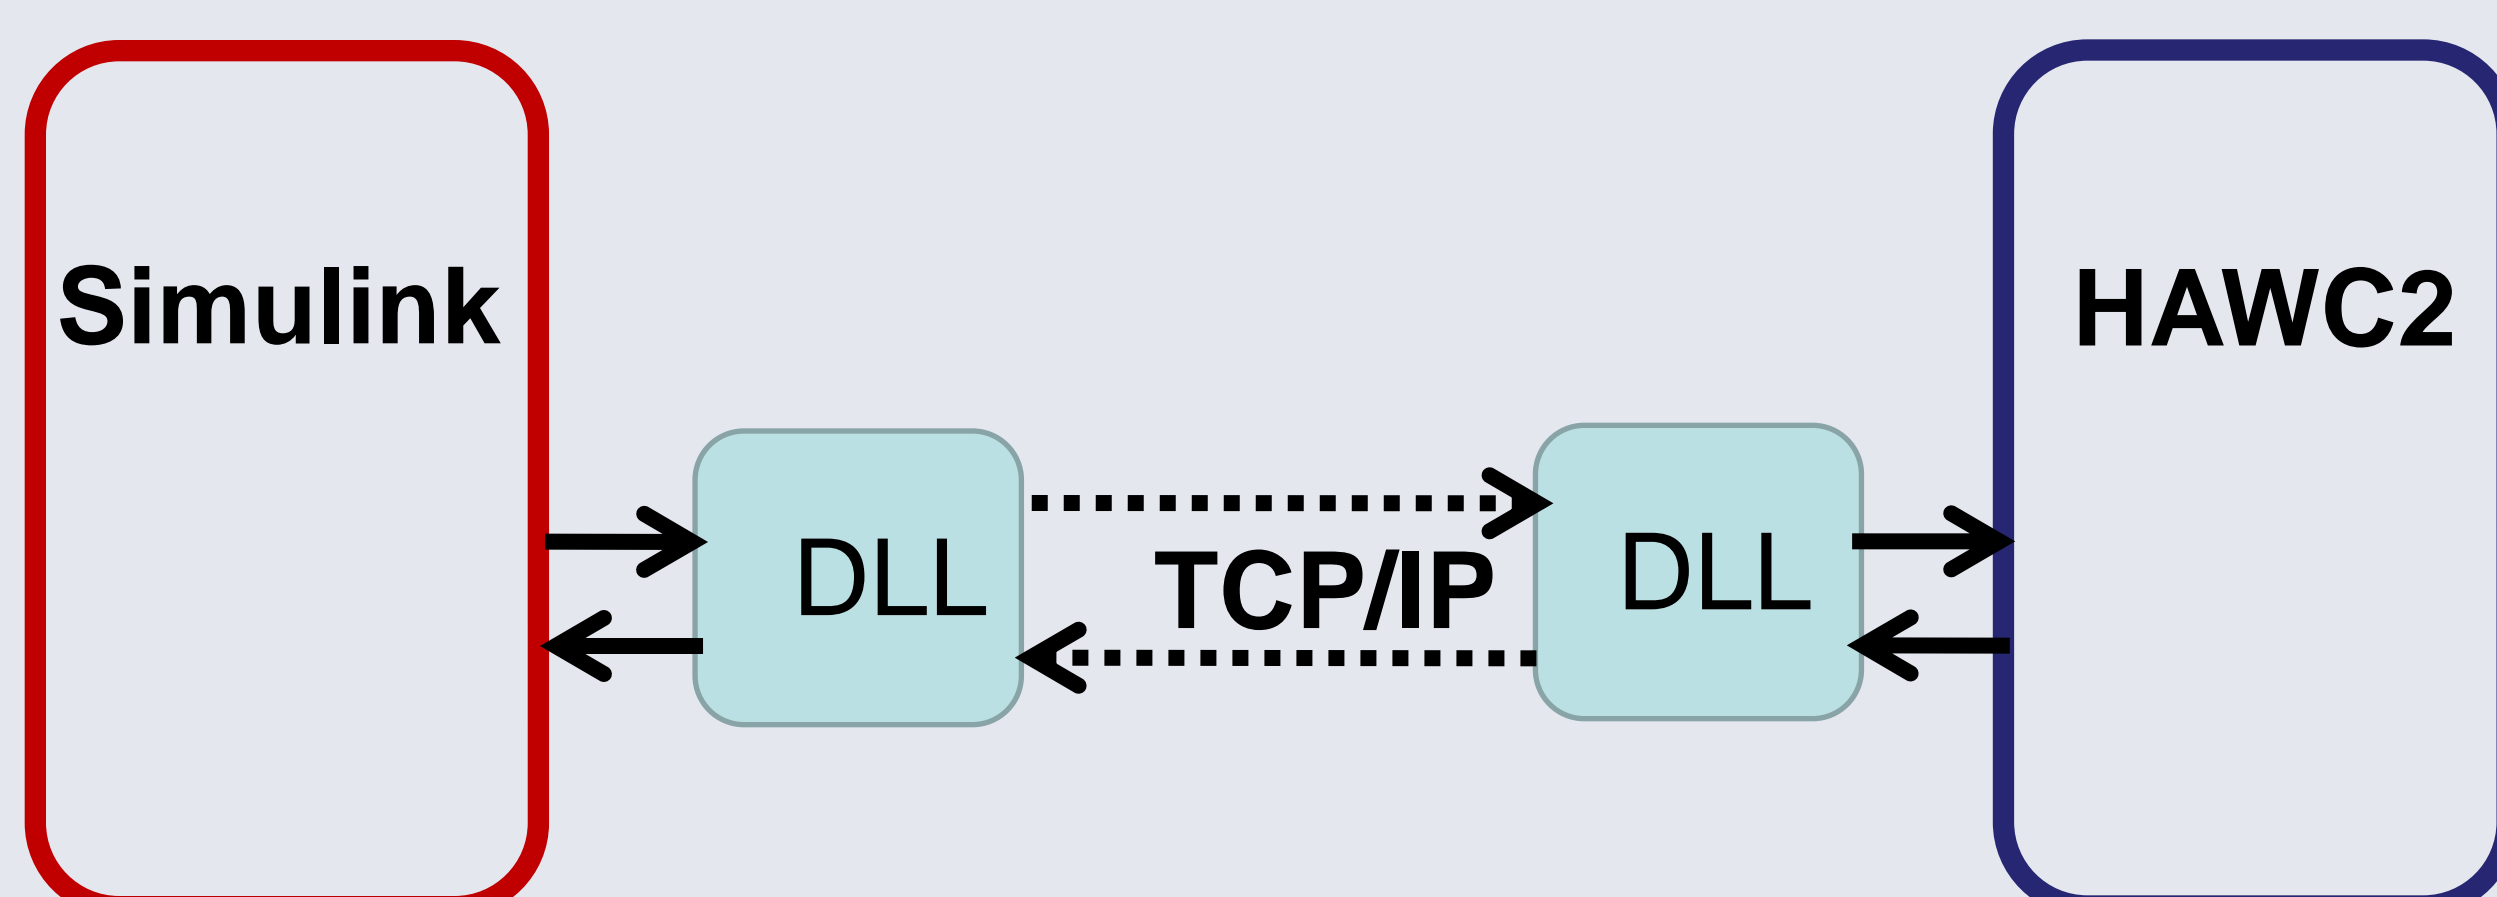 Simulink
HAWC2
DLL
TCP/IP
DLL